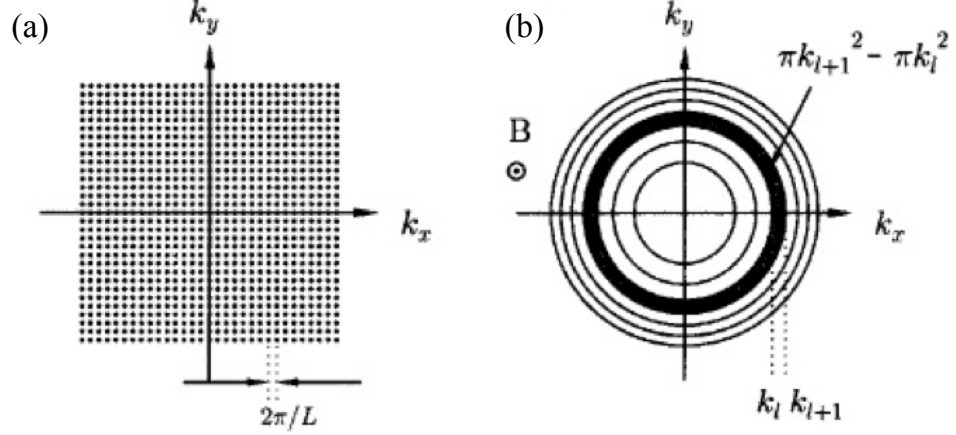 (a)
k_y
k_x
2π/L
(b)
k_y
πk_{l+1}^2 - πk_l^2
B
k_x
k_l k_{l+1}